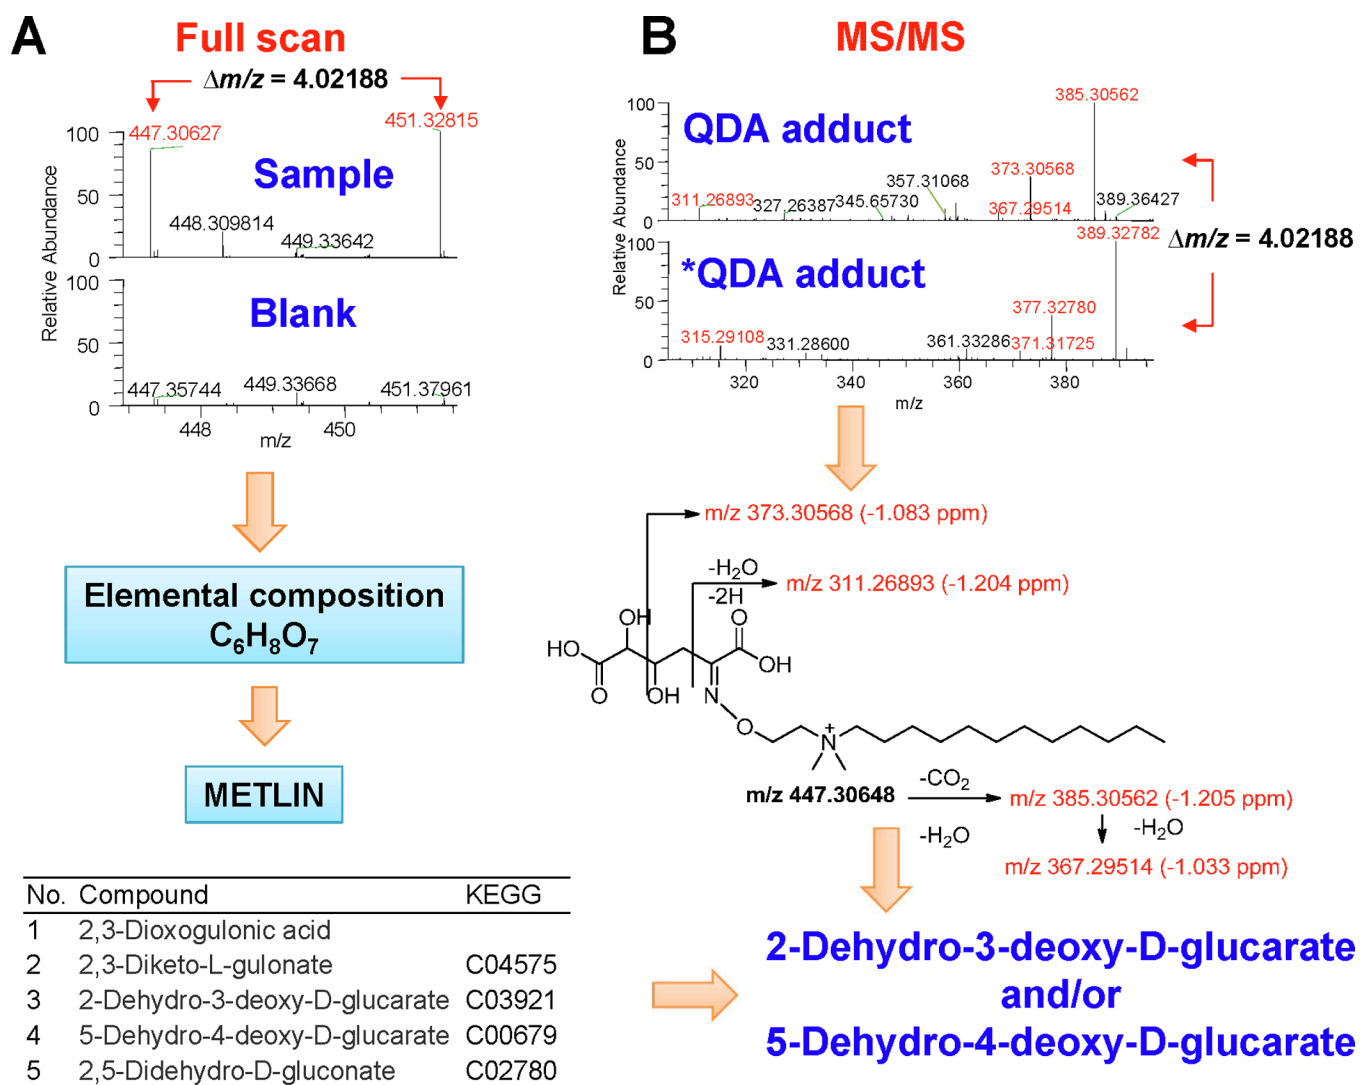 A
Full scan
Δm/z = 4.02188
447.30627
451.32815
Sample
448.309814
449.33642
100
50
0
Relative Abundance
Blank
447.35744
449.33668
451.37961
100
50
0
448
450
m/z
Elemental composition
C₆H₈O₇
METLIN
No. Compound KEGG
1 2,3-Dioxogulonic acid
2 2,3-Diketo-L-gulonate C04575
3 2-Dehydro-3-deoxy-D-glucarate C03921
4 5-Dehydro-4-deoxy-D-glucarate C00679
5 2,5-Didehydro-D-gluconate C02780
B
MS/MS
385.30562
QDA adduct
373.30568
357.31068
311.26893
327.26387
345.65730
367.29514
389.36427
100
50
0
Relative Abundance
Δm/z = 4.02188
389.32782
*QDA adduct
377.32780
315.29108
331.28600
361.33286
371.31725
100
50
0
Relative Abundance
320
340
360
380
m/z
m/z 373.30568 (-1.083 ppm)
-H₂O
-2H
m/z 311.26893 (-1.204 ppm)
OH
O
HO
OH
O
OH
N
O
N
+
m/z 447.30648
-CO₂
-H₂O
m/z 385.30562 (-1.205 ppm)
-H₂O
m/z 367.29514 (-1.033 ppm)
2-Dehydro-3-deoxy-D-glucarate
and/or
5-Dehydro-4-deoxy-D-glucarate